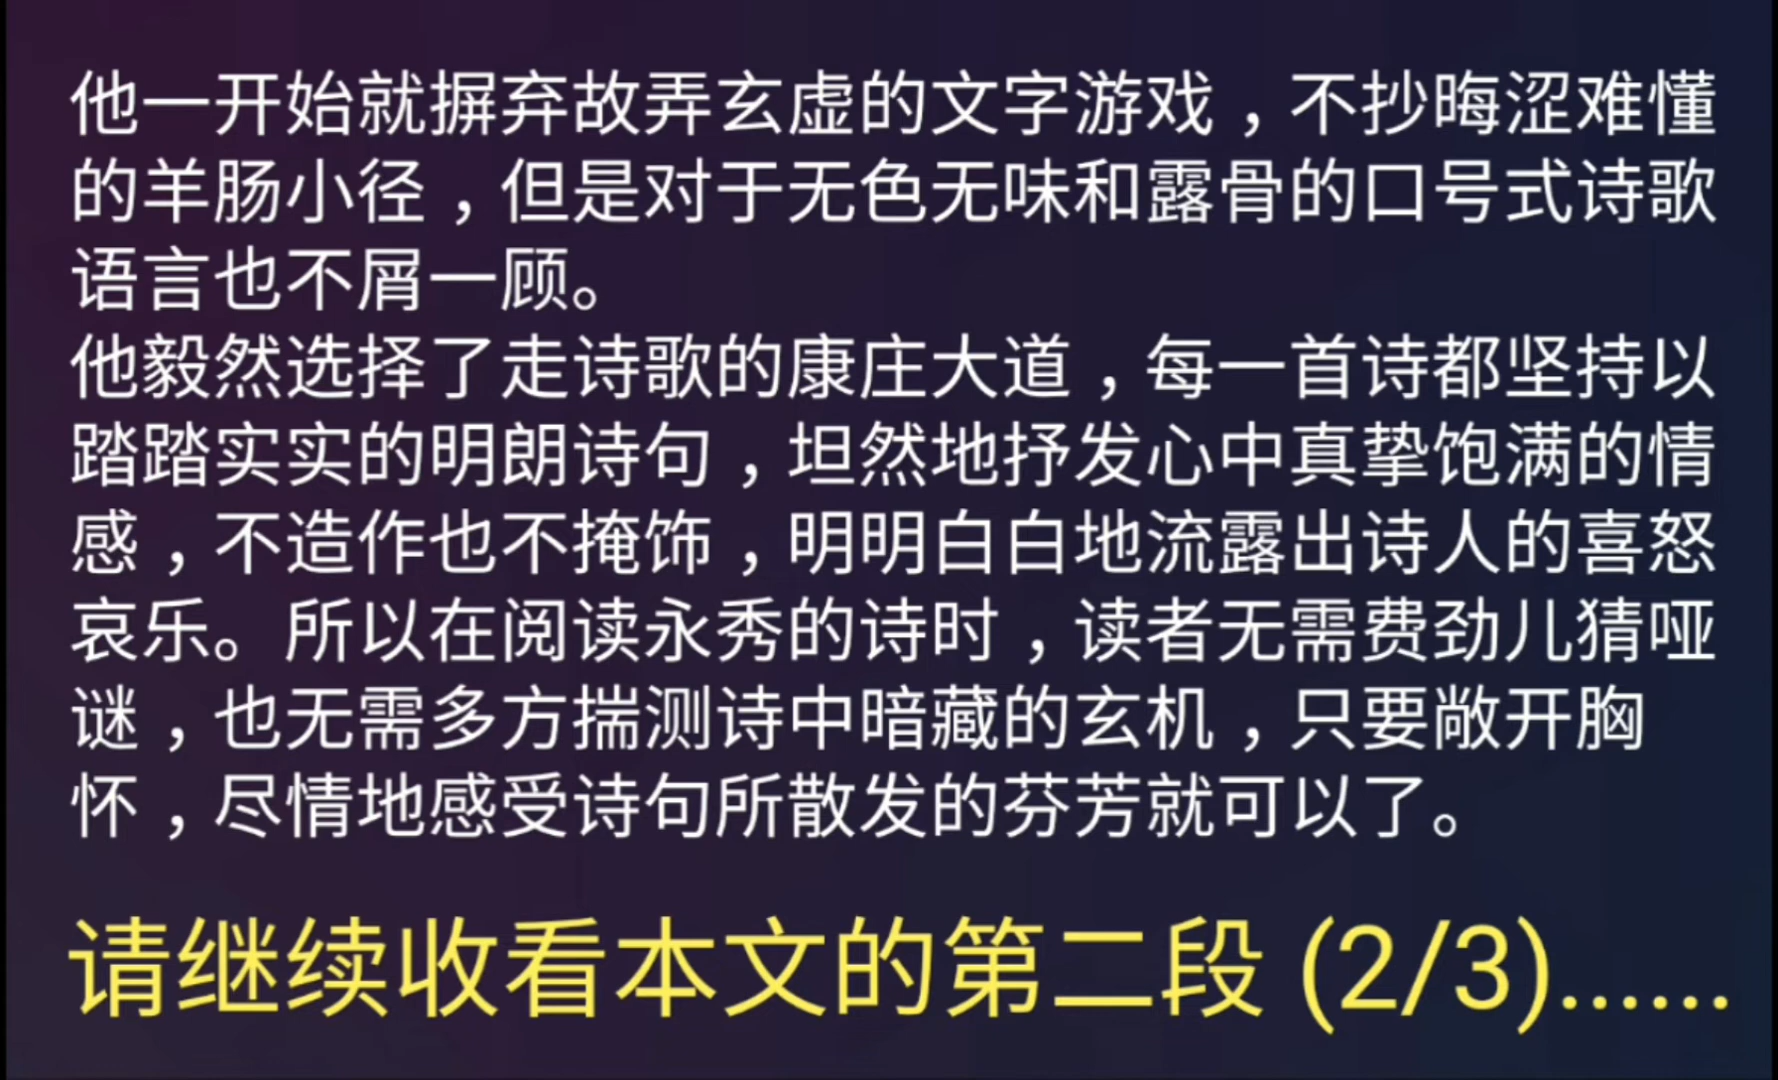 他一开始就摒弃故弄玄虚的文字游戏，不抄晦涩难懂
的羊肠小径，但是对于无色无味和露骨的口号式诗歌
语言也不屑一顾。
他毅然选择了走诗歌的康庄大道，每一首诗都坚持以
踏踏实实的明朗诗句，坦然地抒发心中真挚饱满的情
感，不造作也不掩饰，明明白白地流露出诗人的喜怒
哀乐。所以在阅读永秀的诗时，读者无需费劲儿猜哑
谜，也无需多方揣测诗中暗藏的玄机，只要敞开胸
怀，尽情地感受诗句所散发的芬芳就可以了。
请继续收看本文的第二段 (2/3)......